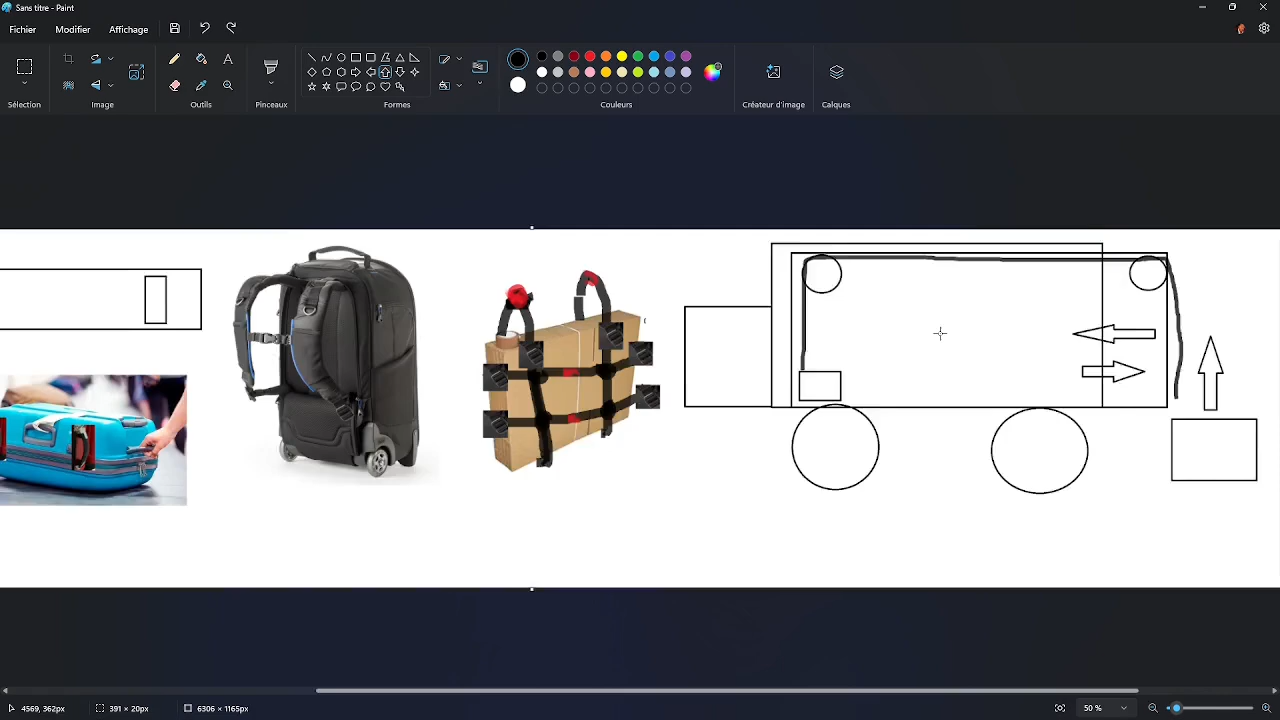 Sans titre - Paint
Fichier
Modifier
Affichage
Sélection
Image
Outils
Pinceaux
Formes
Couleurs
Créateur d'image
Calques
4569, 362px
391 × 20px
6306 × 1165px
50 %